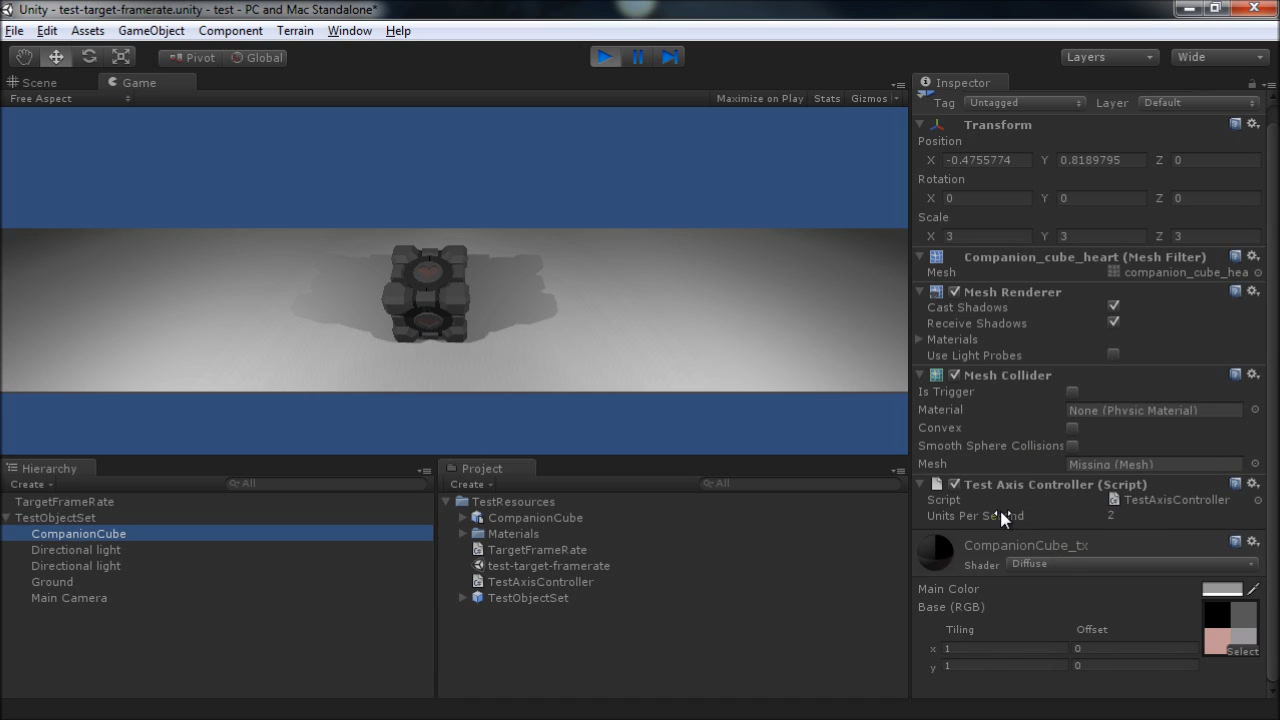 Unity - test-target-framerate.unity - test - PC and Mac Standalone*
File Edit Assets GameObject Component Terrain Window Help
Pivot Global Layers Wide
Scene Game
Free Aspect Maximize on Play Stats Gizmos
Inspector
Tag Untagged Layer Default
Transform
Position
X -0.4755774 Y 0.8189795 Z 0
Rotation
X 0 Y 0 Z 0
Scale
X 3 Y 3 Z 3
Companion_cube_heart (Mesh Filter)
Mesh companion_cube_hea
Mesh Renderer
Cast Shadows
Receive Shadows
Materials
Use Light Probes
Mesh Collider
Is Trigger
Material None (Physic Material)
Convex
Smooth Sphere Collisions
Mesh Missing (Mesh)
Test Axis Controller (Script)
Script TestAxisController
Units Per Second 2
CompanionCube_tx
Shader Diffuse
Main Color
Base (RGB)
Tiling Offset
x 1 0
y 1 0
Select
Hierarchy
Create All
TargetFrameRate
TestObjectSet
CompanionCube
Directional light
Directional light
Ground
Main Camera
Project
Create All
TestResources
CompanionCube
Materials
TargetFrameRate
test-target-framerate
TestAxisController
TestObjectSet